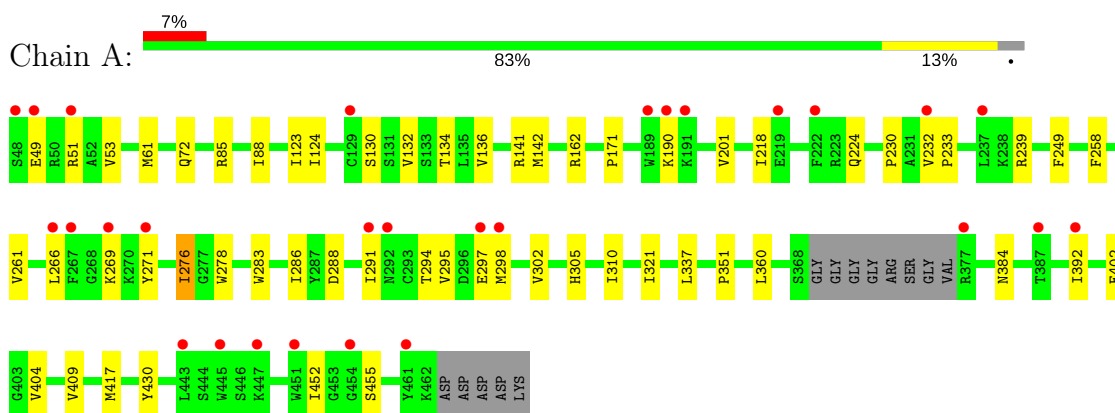 7%
Chain A:
83% 13% •
S48 E49 R50 R51 A52 V53 M61 Q72 R85 I88 I123 I124 C129 S130 S131 V132 S133 T134 L135 V136 R141 M142 R162 P171 W189 K190 K191 V201 I218 E219 F222 R223 Q224 P230 A231 V232 P233 L237 K238 R239 F249 F258
V261 L266 F267 G268 K269 K270 Y271 I276 G277 W278 W283 I286 Y287 D288 I291 N292 C293 T294 V295 D296 E297 M298 V302 H305 I310 I321 L337 P351 L360 S368 GLY GLY GLY GLY ARG SER GLY VAL R377 N384 T387 I392
G403 V404 V409 M417 Y430 L443 S444 W445 S446 K447 W451 I452 G453 G454 S455 Y461 K462 ASP ASP ASP ASP LYS